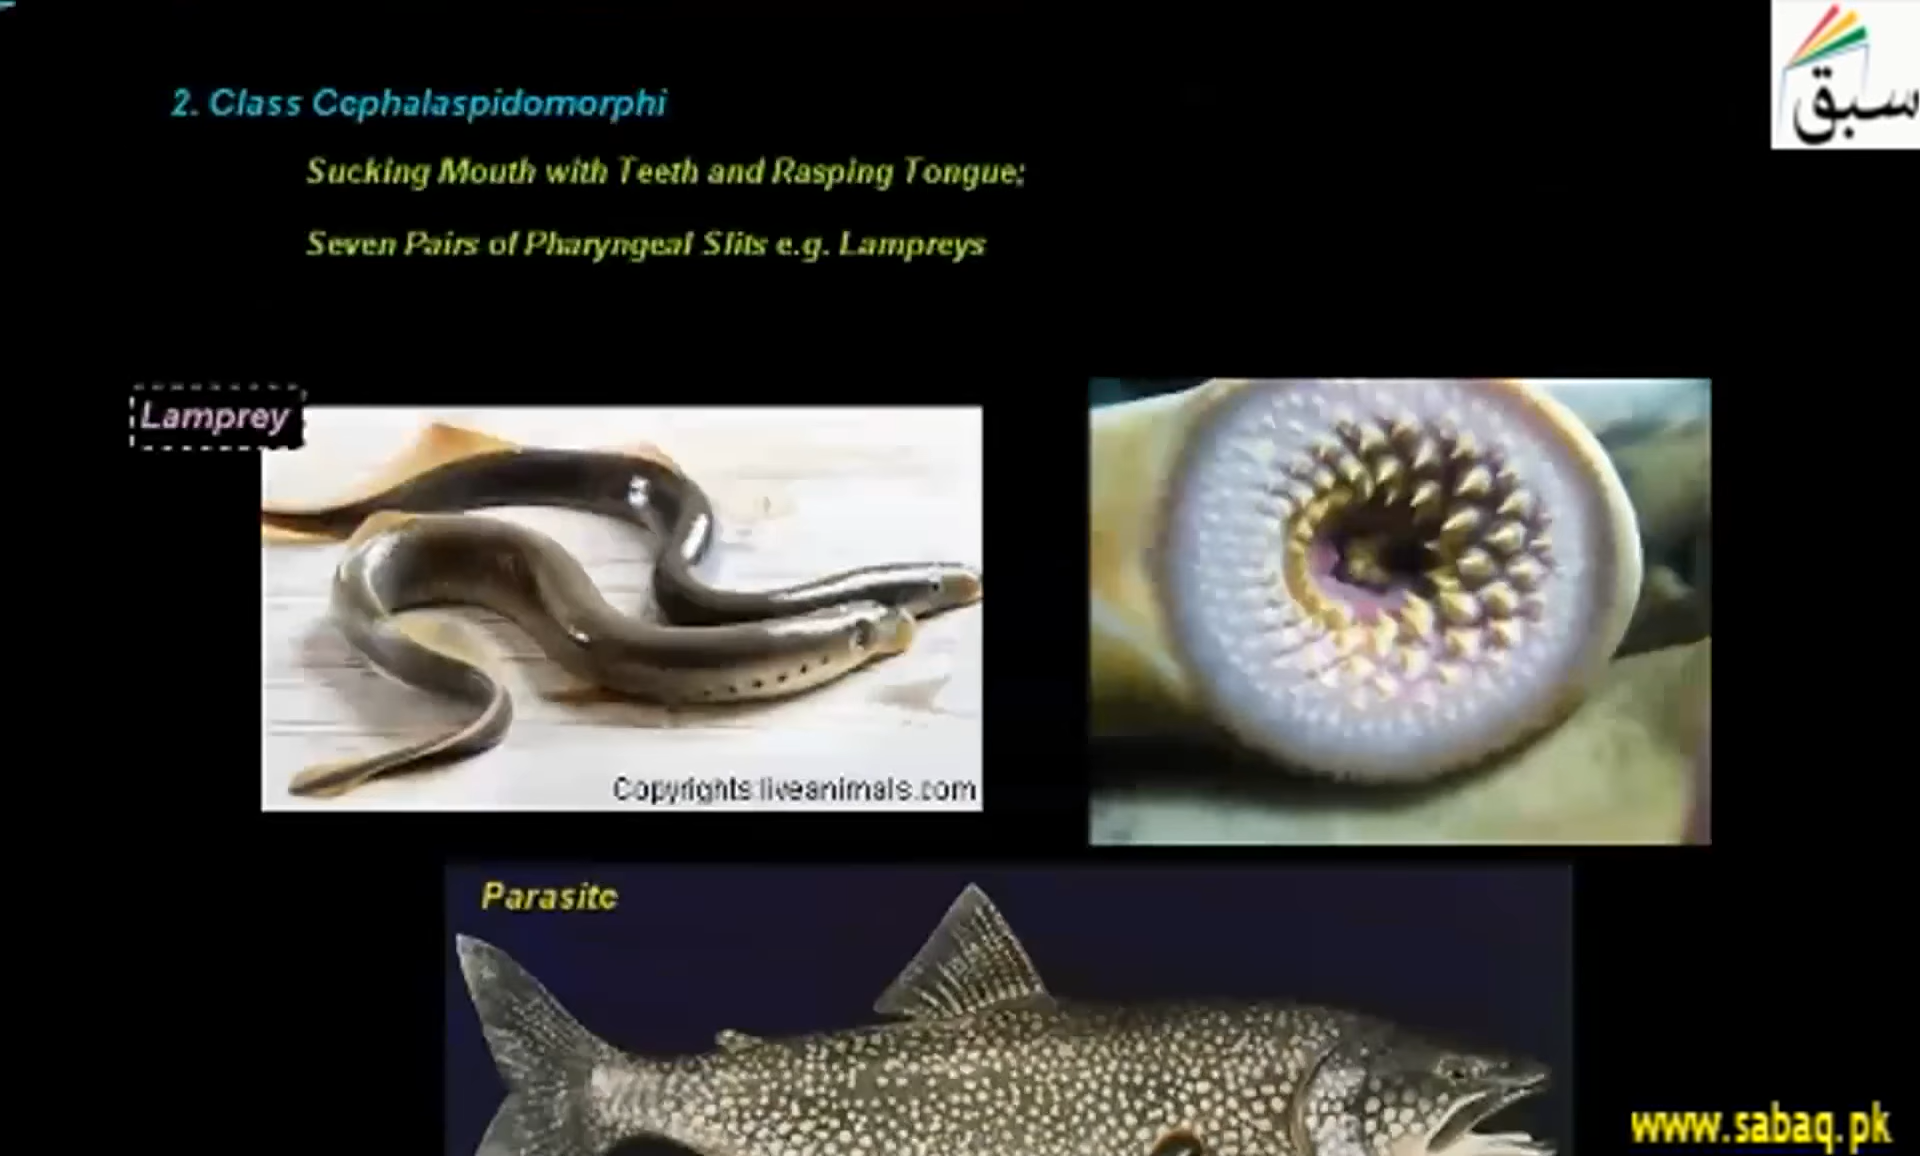 2. Class Cephalaspidomorphi
سبق
Sucking Mouth with Teeth and Rasping Tongue;
Seven Pairs of Pharyngeal Slits e.g. Lampreys
Lamprey
Copyrights:liveanimals.com
Parasite
www.sabaq.pk